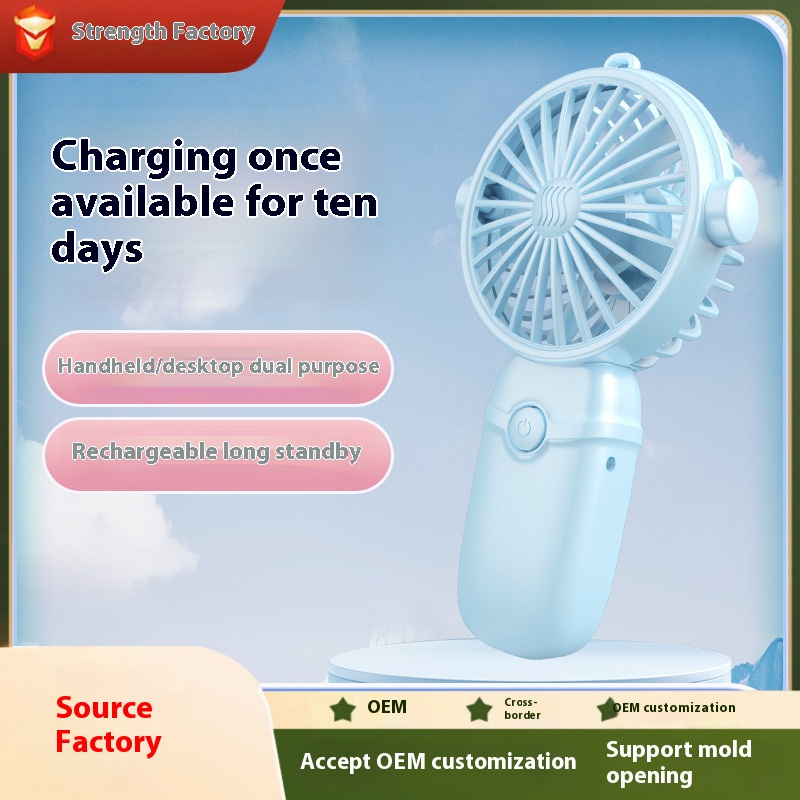 Strength Factory
Charging once
available for ten
days
Handheld/desktop dual purpose
Rechargeable long standby
Source
Factory
OEM
Cross-
border
OEM customization
Accept OEM customization
Support mold
opening